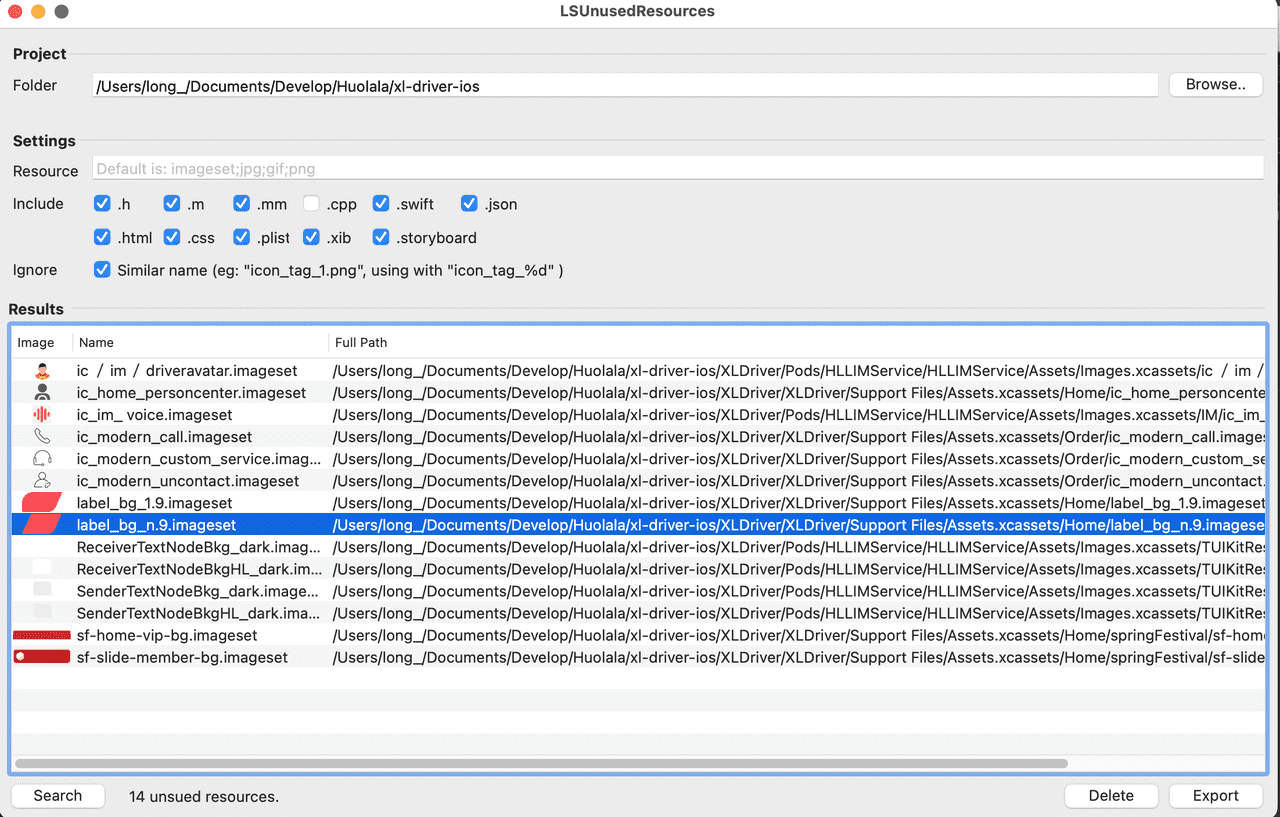 LSUnusedResources
Project
Folder /Users/long_/Documents/Develop/Huolala/xl-driver-ios Browse..
Settings
Resource Default is: imageset;jpg;gif;png
Include .h .m .mm .cpp .swift .json
.html .css .plist .xib .storyboard
Ignore Similar name (eg: "icon_tag_1.png", using with "icon_tag_%d" )
Results
Image Name Full Path
ic / im / driveravatar.imageset /Users/long_/Documents/Develop/Huolala/xl-driver-ios/XLDriver/Pods/HLLIMService/HLLIMService/Assets/Images.xcassets/ic / im /
ic_home_personcenter.imageset /Users/long_/Documents/Develop/Huolala/xl-driver-ios/XLDriver/XLDriver/Support Files/Assets.xcassets/Home/ic_home_personcente
ic_im_ voice.imageset /Users/long_/Documents/Develop/Huolala/xl-driver-ios/XLDriver/Pods/HLLIMService/HLLIMService/Assets/Images.xcassets/IM/ic_im_
ic_modern_call.imageset /Users/long_/Documents/Develop/Huolala/xl-driver-ios/XLDriver/XLDriver/Support Files/Assets.xcassets/Order/ic_modern_call.images
ic_modern_custom_service.imag... /Users/long_/Documents/Develop/Huolala/xl-driver-ios/XLDriver/XLDriver/Support Files/Assets.xcassets/Order/ic_modern_custom_se
ic_modern_uncontact.imageset /Users/long_/Documents/Develop/Huolala/xl-driver-ios/XLDriver/XLDriver/Support Files/Assets.xcassets/Order/ic_modern_uncontact.
label_bg_1.9.imageset /Users/long_/Documents/Develop/Huolala/xl-driver-ios/XLDriver/XLDriver/Support Files/Assets.xcassets/Home/label_bg_1.9.imageset
label_bg_n.9.imageset /Users/long_/Documents/Develop/Huolala/xl-driver-ios/XLDriver/XLDriver/Support Files/Assets.xcassets/Home/label_bg_n.9.imagese
ReceiverTextNodeBkg_dark.imag... /Users/long_/Documents/Develop/Huolala/xl-driver-ios/XLDriver/Pods/HLLIMService/HLLIMService/Assets/Images.xcassets/TUIKitRes
ReceiverTextNodeBkgHL_dark.im... /Users/long_/Documents/Develop/Huolala/xl-driver-ios/XLDriver/Pods/HLLIMService/HLLIMService/Assets/Images.xcassets/TUIKitRes
SenderTextNodeBkg_dark.image... /Users/long_/Documents/Develop/Huolala/xl-driver-ios/XLDriver/Pods/HLLIMService/HLLIMService/Assets/Images.xcassets/TUIKitRes
SenderTextNodeBkgHL_dark.ima... /Users/long_/Documents/Develop/Huolala/xl-driver-ios/XLDriver/Pods/HLLIMService/HLLIMService/Assets/Images.xcassets/TUIKitRes
sf-home-vip-bg.imageset /Users/long_/Documents/Develop/Huolala/xl-driver-ios/XLDriver/XLDriver/Support Files/Assets.xcassets/Home/springFestival/sf-hom
sf-slide-member-bg.imageset /Users/long_/Documents/Develop/Huolala/xl-driver-ios/XLDriver/XLDriver/Support Files/Assets.xcassets/Home/springFestival/sf-slide
Search 14 unsued resources. Delete Export